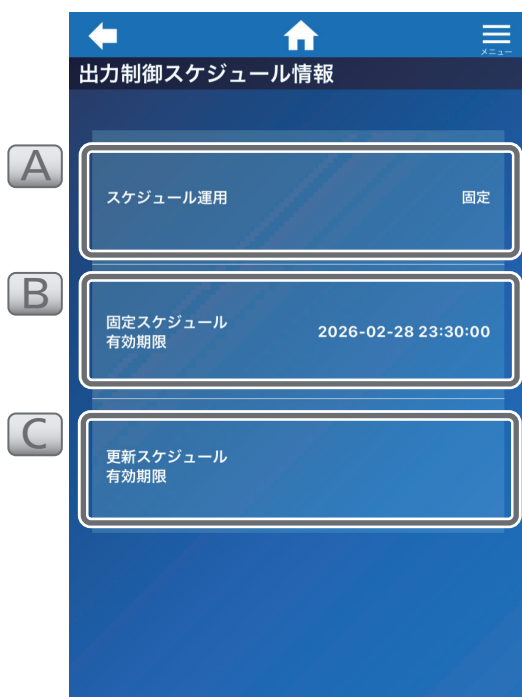 メニュー
出力制御スケジュール情報
A
スケジュール運用 固定
B
固定スケジュール
有効期限 2026-02-28 23:30:00
C
更新スケジュール
有効期限